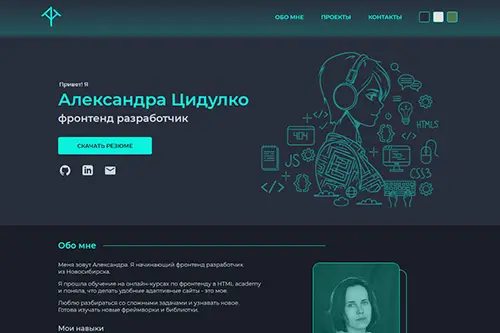 ОБО МНЕ ПРОЕКТЫ КОНТАКТЫ
Привит! Я
Александра Цидулко
фронтенд разработчик
СКАЧАТЬ РЕЗЮМЕ
404
HTML5
JS
CSS3
Обо мне
Меня зовут Александра. Я начинающий фронтенд разработчик
из Новосибирска.
Я прошла обучение на онлайн-курсах по фронтенду в HTML academy
и поняла, что делать удобные адаптивные сайты - это мое.
Люблю разбираться со сложными задачами и узнавать новое.
Готова изучать новые фреймворки и библиотеки.
Мои навыки